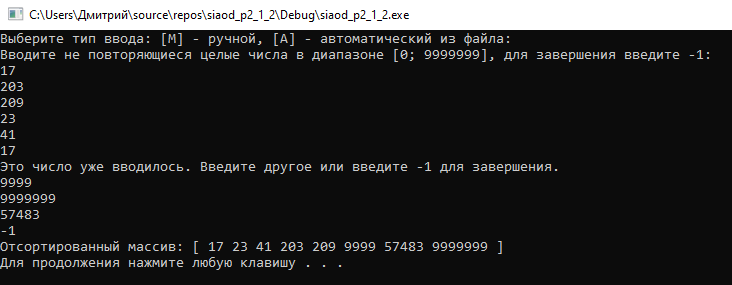 C:\Users\Дмитрий\source\repos\siaod_p2_1_2\Debug\siaod_p2_1_2.exe
Выберите тип ввода: [M] - ручной, [A] - автоматический из файла:
Вводите не повторяющиеся целые числа в диапазоне [0; 9999999], для завершения введите -1:
17
203
209
23
41
17
Это число уже вводилось. Введите другое или введите -1 для завершения.
9999
9999999
57483
-1
Отсортированный массив: [ 17 23 41 203 209 9999 57483 9999999 ]
Для продолжения нажмите любую клавишу . . .